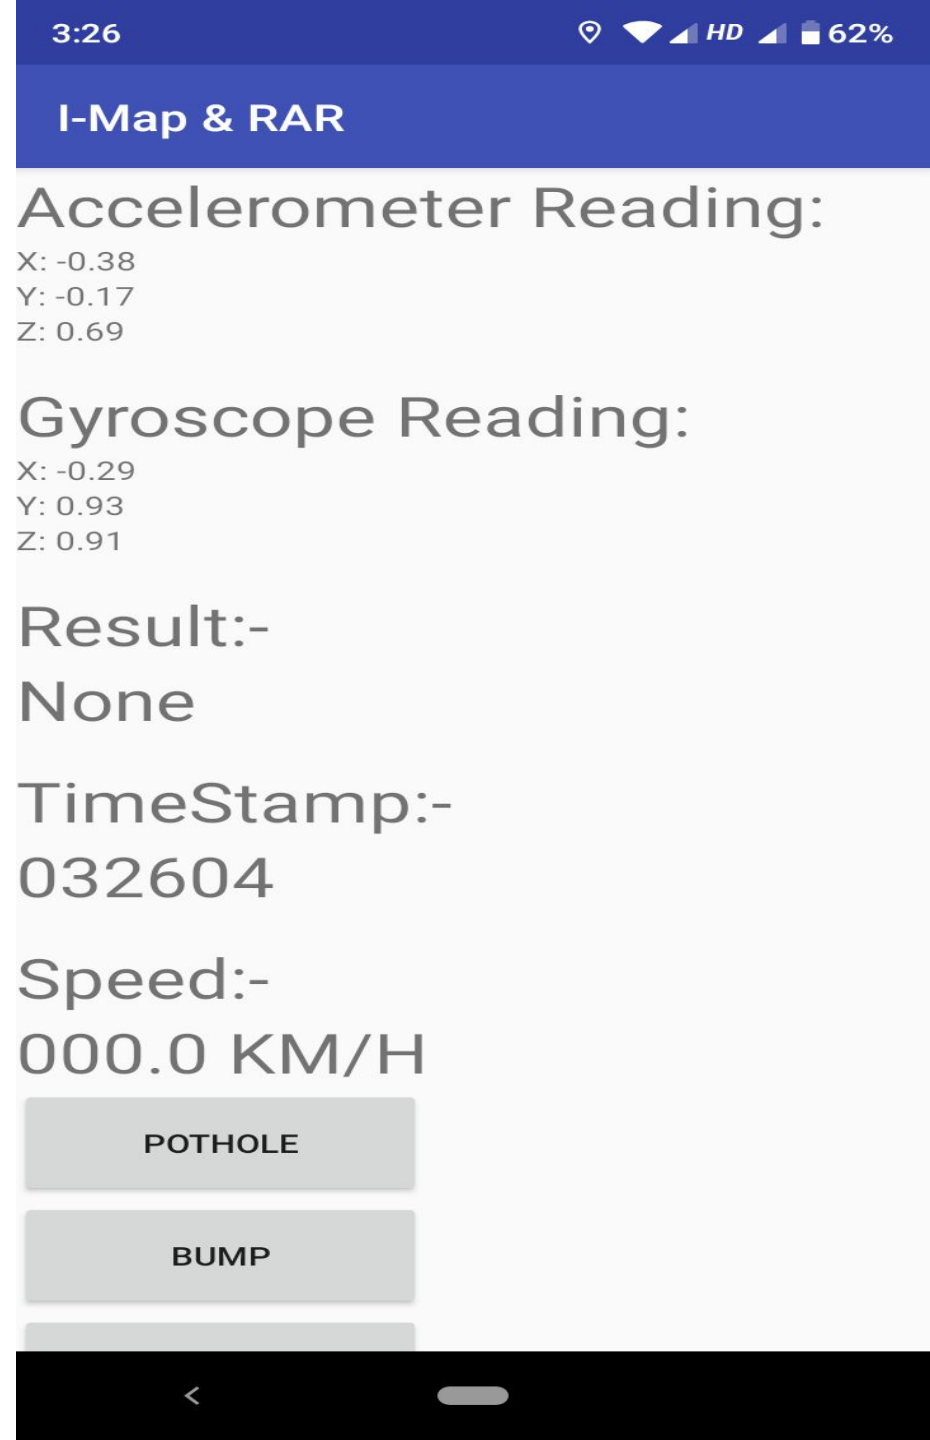 3:26 HD 62%
I-Map & RAR
Accelerometer Reading:
X: -0.38
Y: -0.17
Z: 0.69
Gyroscope Reading:
X: -0.29
Y: 0.93
Z: 0.91
Result:-
None
TimeStamp:-
032604
Speed:-
000.0 KM/H
POTHOLE
BUMP